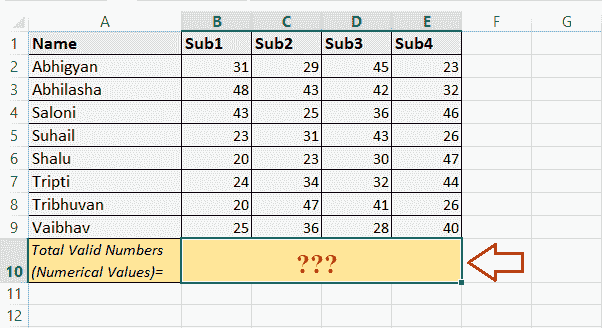 A B C D E F G
1 Name Sub1 Sub2 Sub3 Sub4
2 Abhigyan 31 29 45 23
3 Abhilasha 48 43 42 32
4 Saloni 43 25 36 46
5 Suhail 23 31 43 26
6 Shalu 20 23 30 47
7 Tripti 24 34 32 44
8 Tribhuvan 20 47 41 26
9 Vaibhav 25 36 28 40
Total Valid Numbers
10 (Numerical Values)= ???
11
12